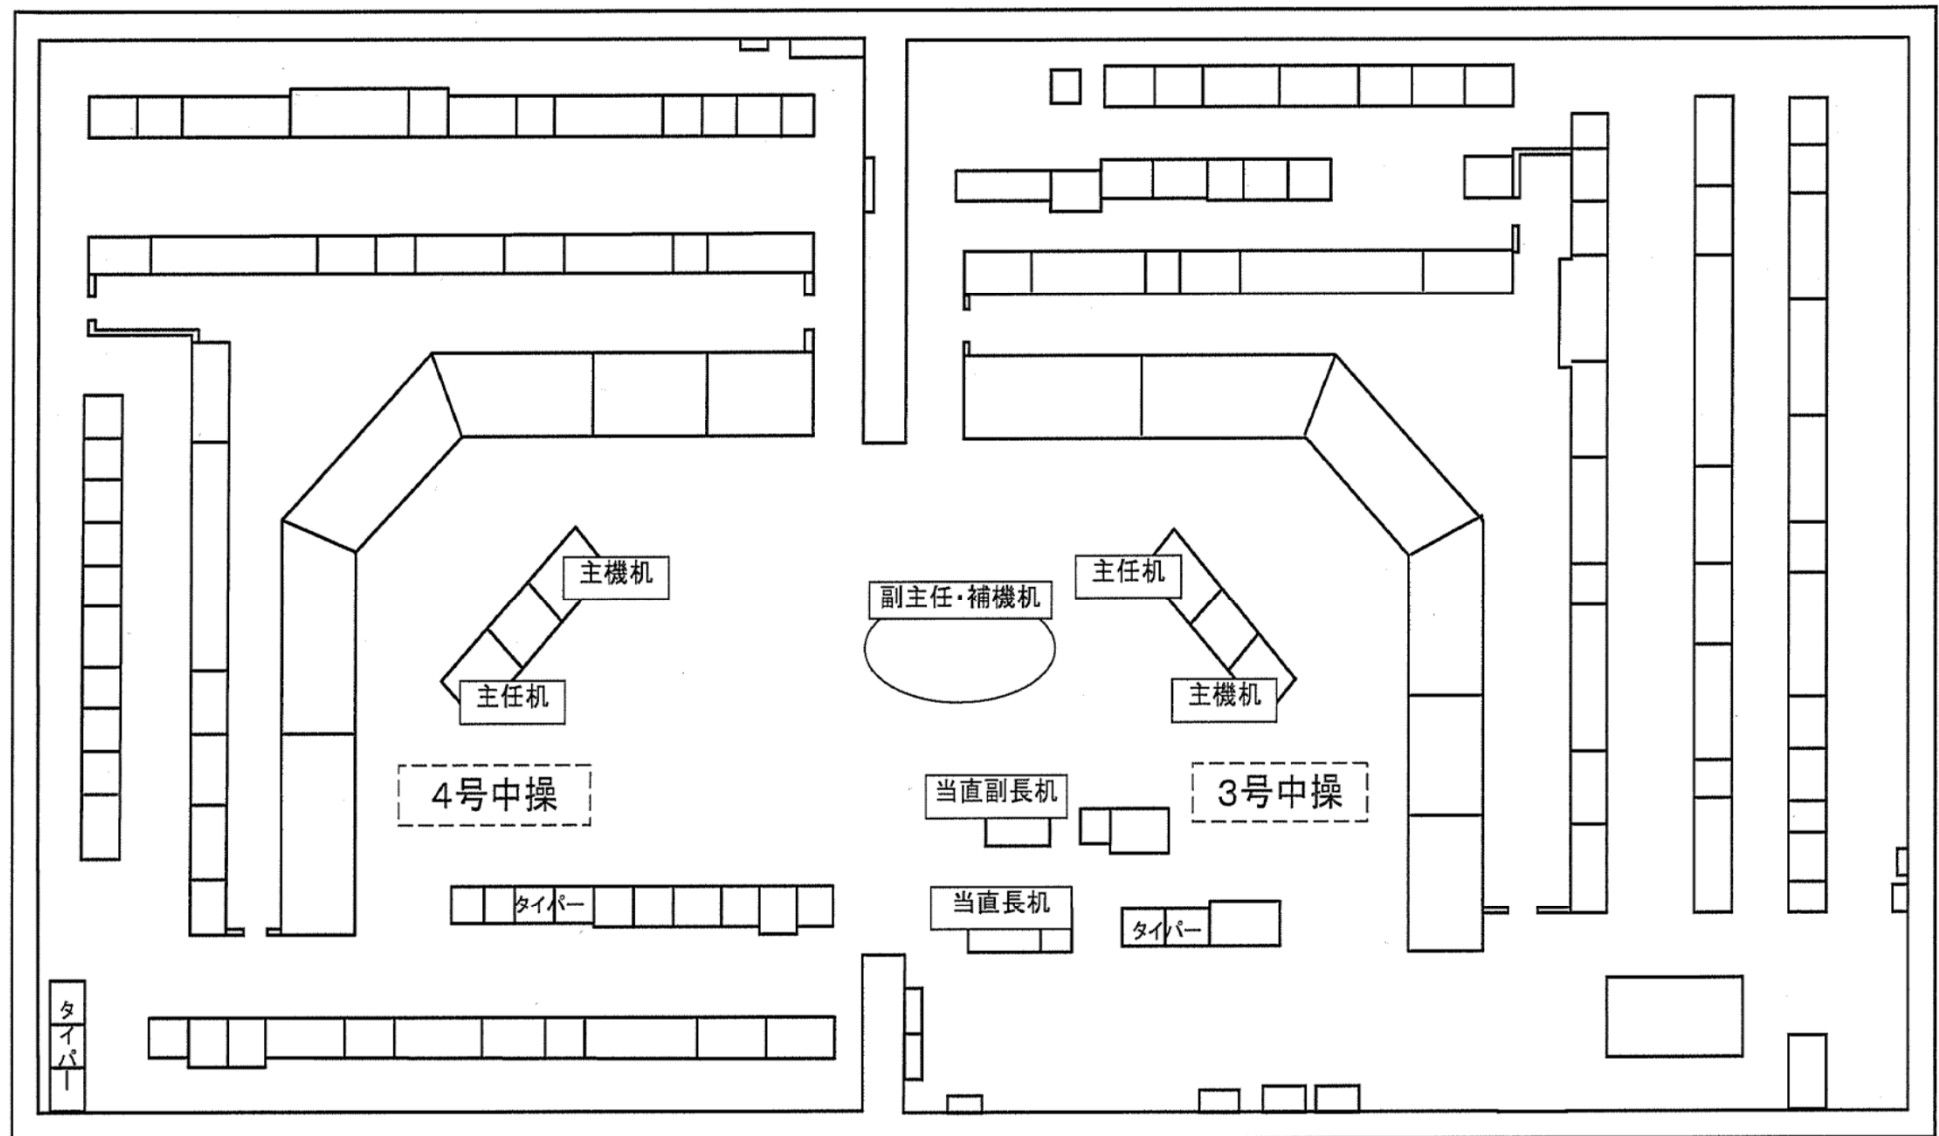 主機机
主任机
副主任・補機机
主任机
主機机
4号中操
当直副長机
3号中操
タイパー
当直長机
タイパー
タイパー